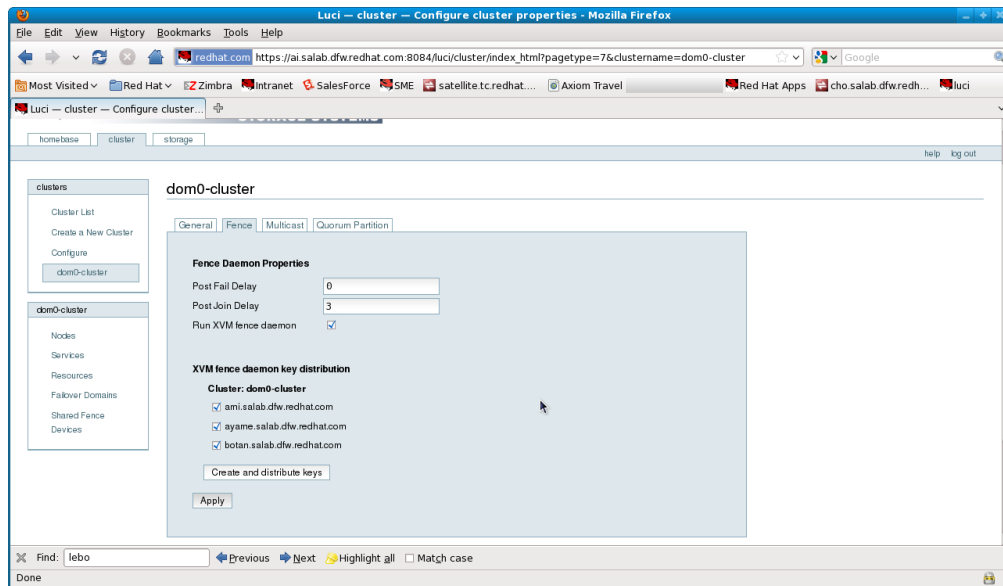 Luci — cluster — Configure cluster properties - Mozilla Firefox
File Edit View History Bookmarks Tools Help
redhat.com https://ai.salab.dfw.redhat.com:8084/luci/cluster/index_html?pagetype=7&clustername=dom0-cluster Google
Most Visited Red Hat Zimbra Intranet SalesForce SME satellite.tc.redhat.... Axiom Travel Red Hat Apps cho.salab.dfw.redh... luci
Luci — cluster — Configure cluster...
homebase cluster storage
help log out
clusters
Cluster List
Create a New Cluster
Configure
dom0-cluster
dom0-cluster
Nodes
Services
Resources
Failover Domains
Shared Fence
Devices
dom0-cluster
General Fence Multicast Quorum Partition
Fence Daemon Properties
Post Fail Delay 0
Post Join Delay 3
Run XVM fence daemon
XVM fence daemon key distribution
Cluster: dom0-cluster
ami.salab.dfw.redhat.com
ayame.salab.dfw.redhat.com
botan.salab.dfw.redhat.com
Create and distribute keys
Apply
Find: lebo Previous Next Highlight all Match case
Done